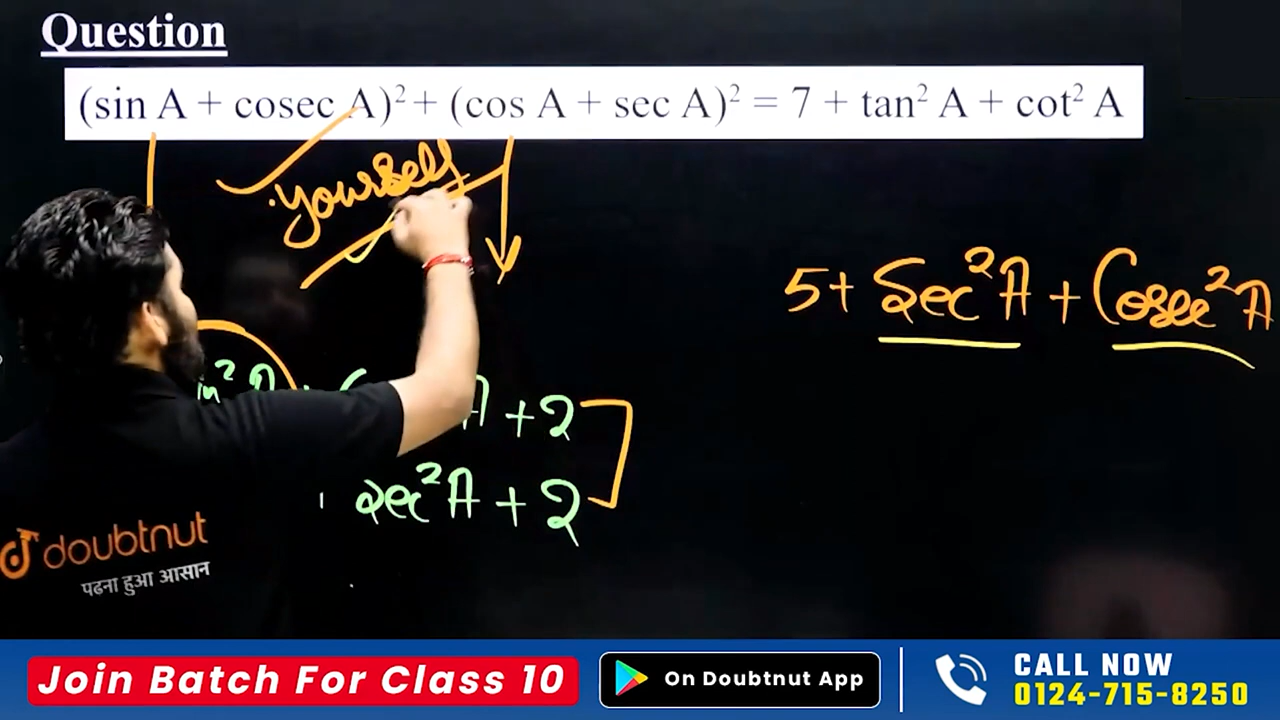 Question
(sin A + cosec A)² + (cos A + sec A)² = 7 + tan² A + cot² A
yourself
5 + Sec²A + Cosec²A
A + 2
sec²A + 2
doubtnut
पढना हुआ आसान
Join Batch For Class 10
On Doubtnut App
CALL NOW
0124-715-8250